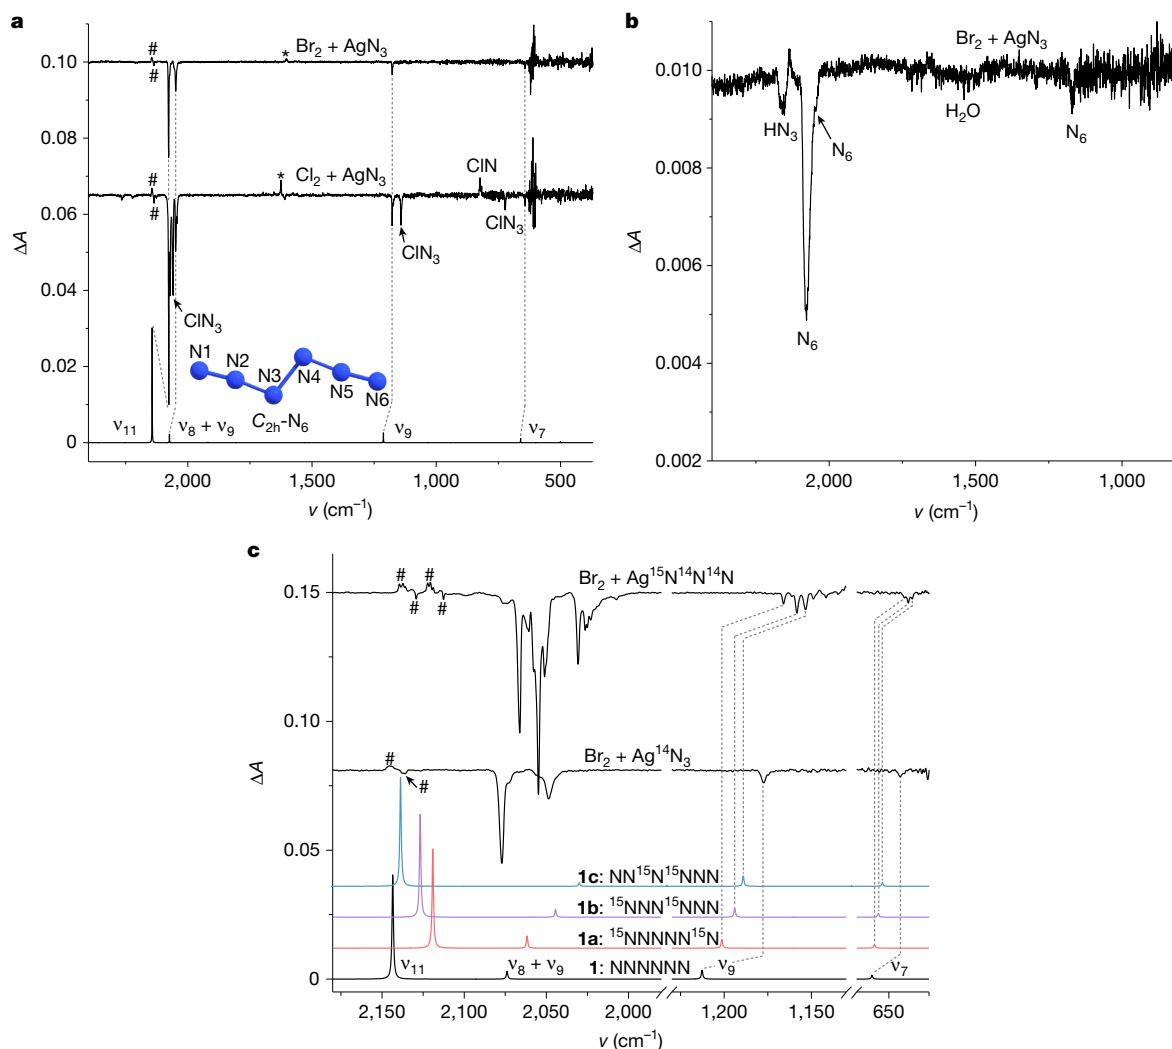 a
Br2 + AgN3
#
#
*
0.10
0.08
Cl2 + AgN3
ClN
#
#
*
0.06
ClN3
ClN3
0.04
ClN3
0.02
N1
N2
N3
N4
N5
N6
C2h-N6
ν11
ν8 + ν9
ν9
ν7
0
ΔA
2,000
1,500
1,000
500
ν (cm−1)
b
Br2 + AgN3
0.010
HN3
N6
H2O
N6
0.008
0.006
N6
0.004
0.002
ΔA
2,000
1,500
1,000
ν (cm−1)
c
Br2 + Ag15N14N14N
#
#
#
#
0.15
0.10
Br2 + Ag14N3
#
#
0.05
1c: NN15N15NNN
1b: 15NNN15NNN
1a: 15NNNNN15N
1: NNNNNN
ν11
ν8 + ν9
ν9
ν7
0
ΔA
2,150
2,100
2,050
2,000
1,200
1,150
650
ν (cm−1)